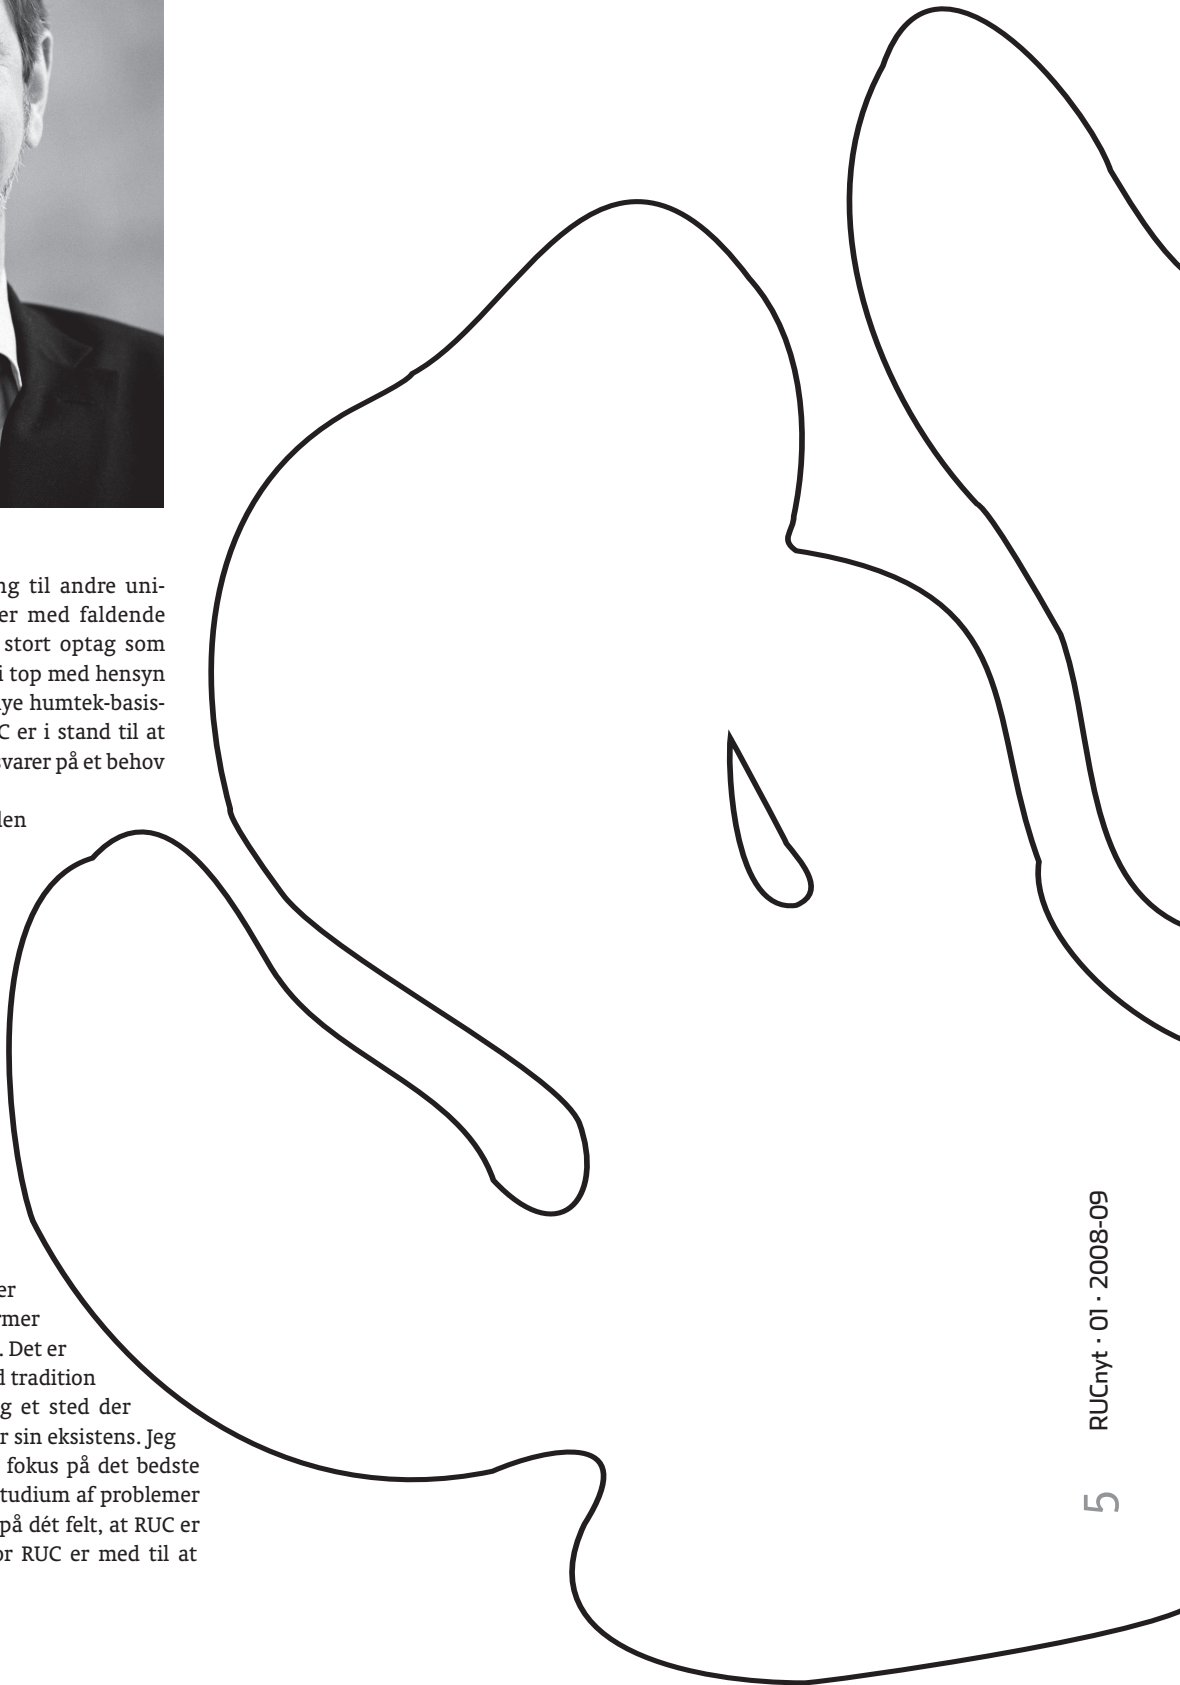 ng til andre uni-
er med faldende
stort optag som
i top med hensyn
ye humtek-basis-
C er i stand til at
svarer på et behov
len
er
rmer
. Det er
d tradition
g et sted der
r sin eksistens. Jeg
fokus på det bedste
tudium af problemer
på dét felt, at RUC er
or RUC er med til at
RUCnyt · 01 · 2008-09
5